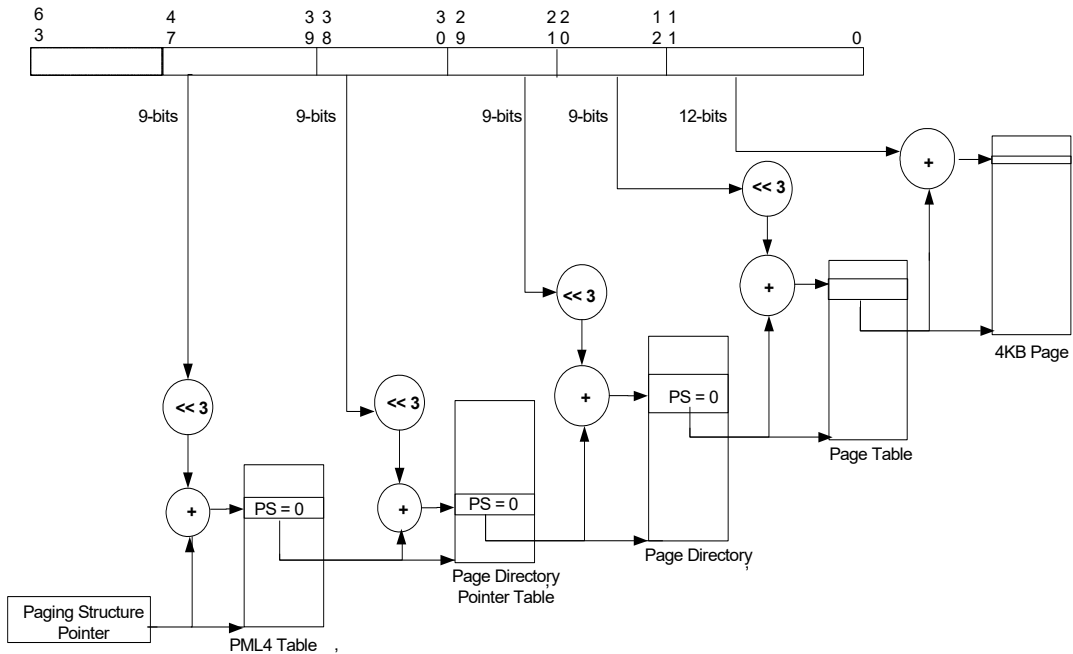 6 4 3 3 3 2 2 2 1 1
3 7 9 8 0 9 1 0 2 1 0
9-bits 9-bits 9-bits 9-bits 12-bits
+
<< 3
<< 3
+
4KB Page
<< 3
<< 3
+
PS = 0
Page Table
+
PS = 0
+
PS = 0
Page Directory,
Page Directory,
Pointer Table
Paging Structure
Pointer
PML4 Table ,